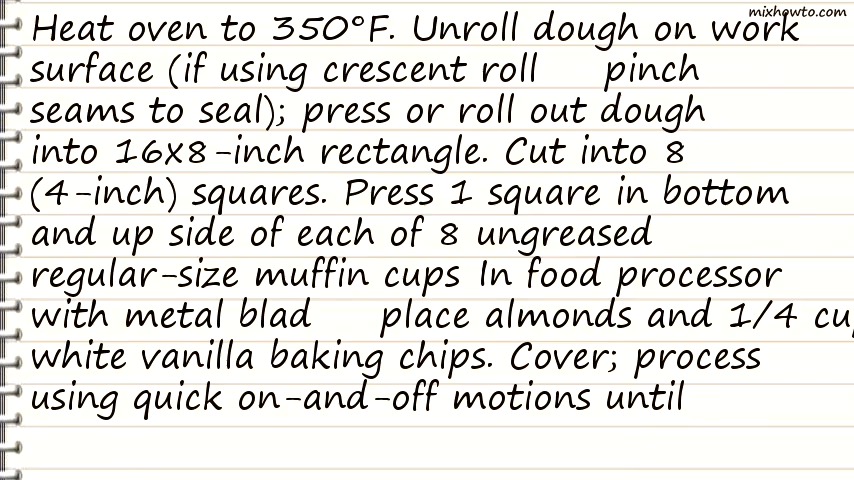 mixhowto.com
Heat oven to 350°F. Unroll dough on work
surface (if using crescent roll pinch
seams to seal); press or roll out dough
into 16x8-inch rectangle. Cut into 8
(4-inch) squares. Press 1 square in bottom
and up side of each of 8 ungreased
regular-size muffin cups In food processor
with metal blad place almonds and 1/4 cu
white vanilla baking chips. Cover; process
using quick on-and-off motions until